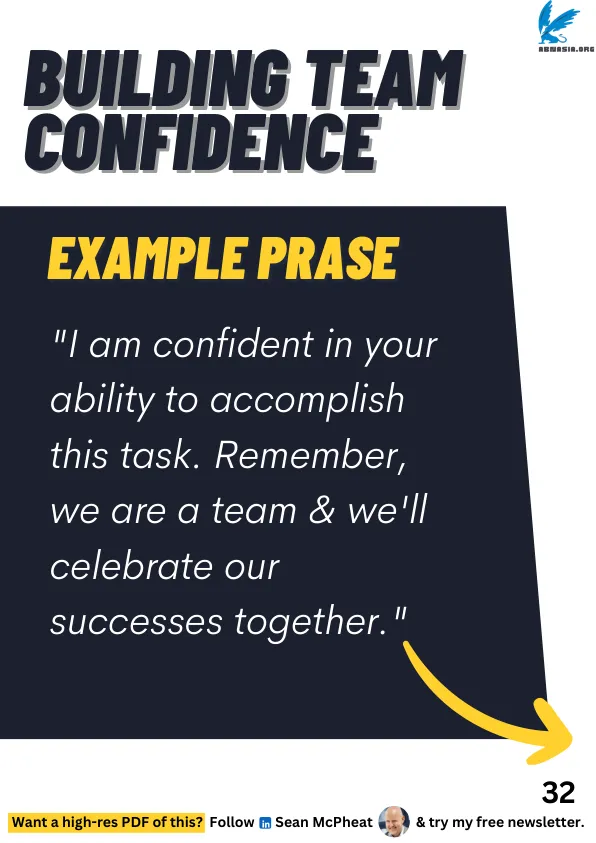 ABNASIA.ORG
BUILDING TEAM
CONFIDENCE
EXAMPLE PRASE
"I am confident in your
ability to accomplish
this task. Remember,
we are a team & we'll
celebrate our
successes together."
32
Want a high-res PDF of this? Follow in Sean McPheat & try my free newsletter.